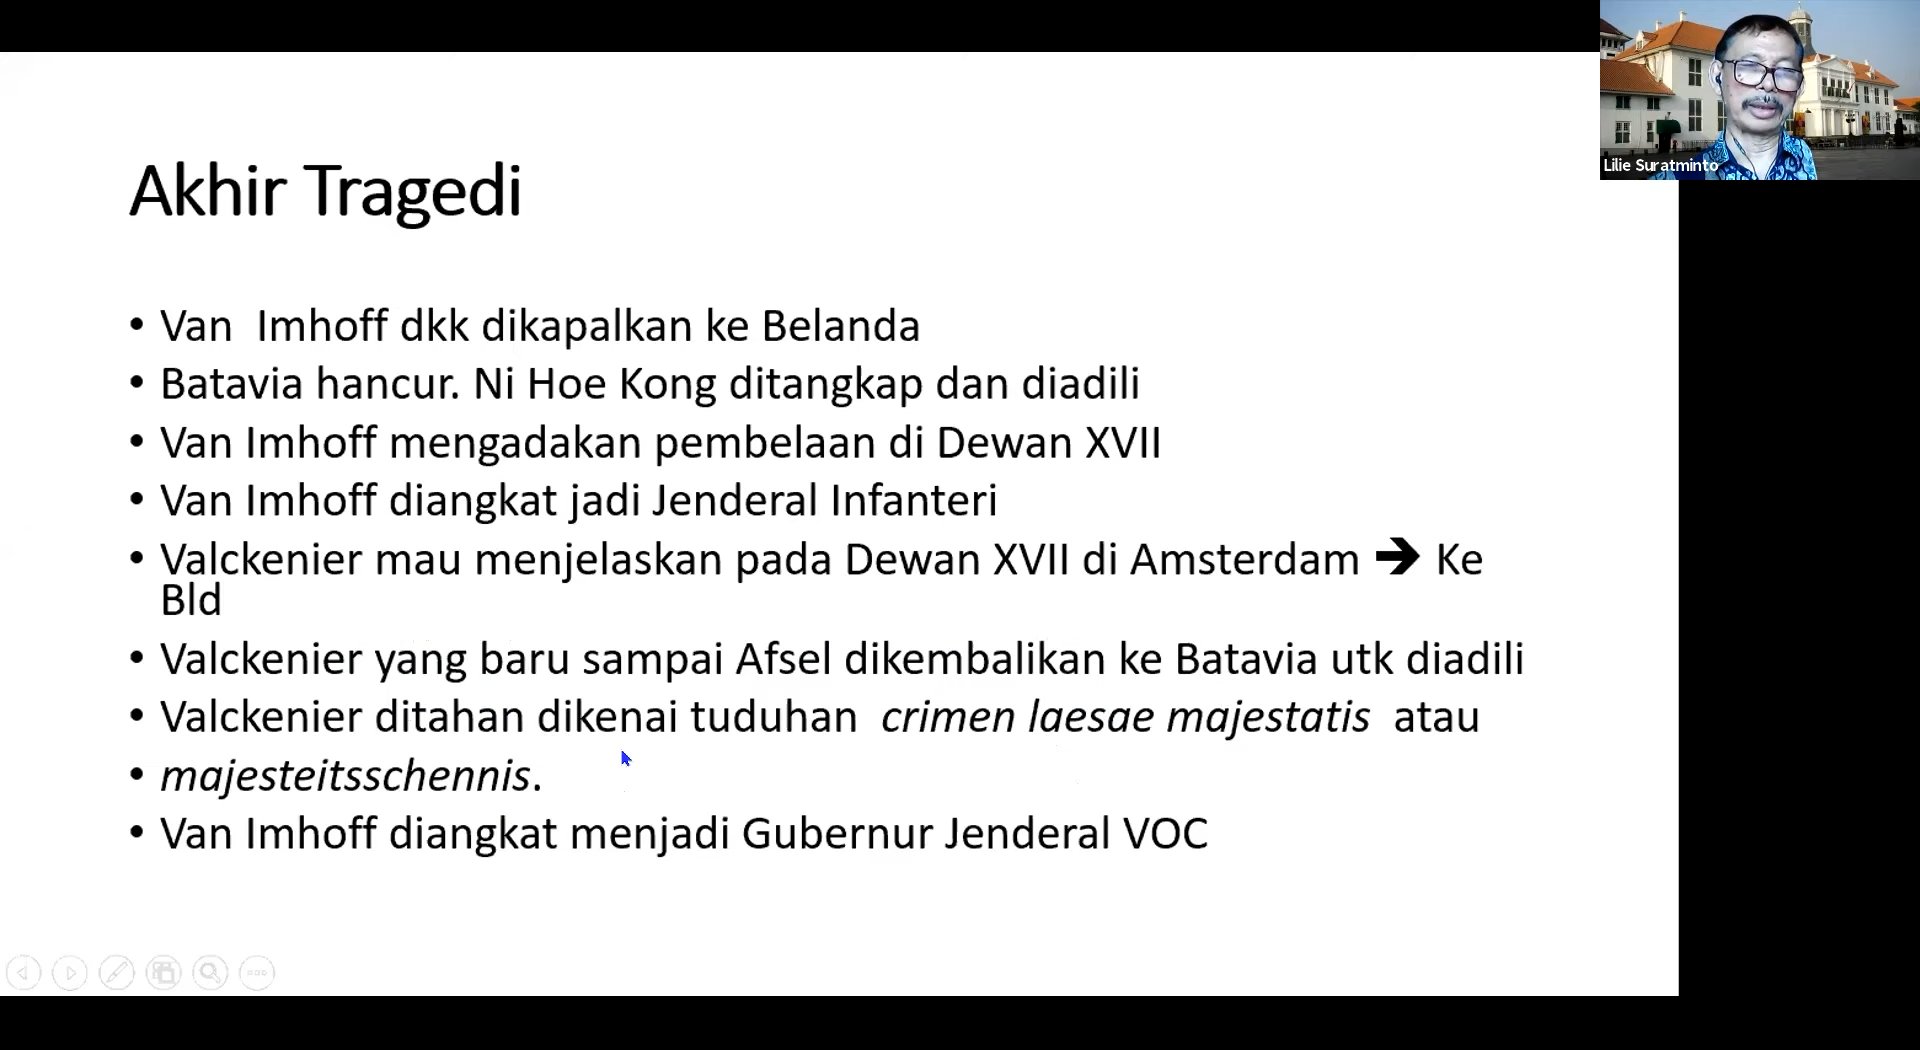 Lilie Suratminto
Akhir Tragedi
• Van Imhoff dkk dikapalkan ke Belanda
• Batavia hancur. Ni Hoe Kong ditangkap dan diadili
• Van Imhoff mengadakan pembelaan di Dewan XVII
• Van Imhoff diangkat jadi Jenderal Infanteri
• Valckenier mau menjelaskan pada Dewan XVII di Amsterdam ➔ Ke
Bld
• Valckenier yang baru sampai Afsel dikembalikan ke Batavia utk diadili
• Valckenier ditahan dikenai tuduhan crimen laesae majestatis atau
• majesteitsschennis.
• Van Imhoff diangkat menjadi Gubernur Jenderal VOC